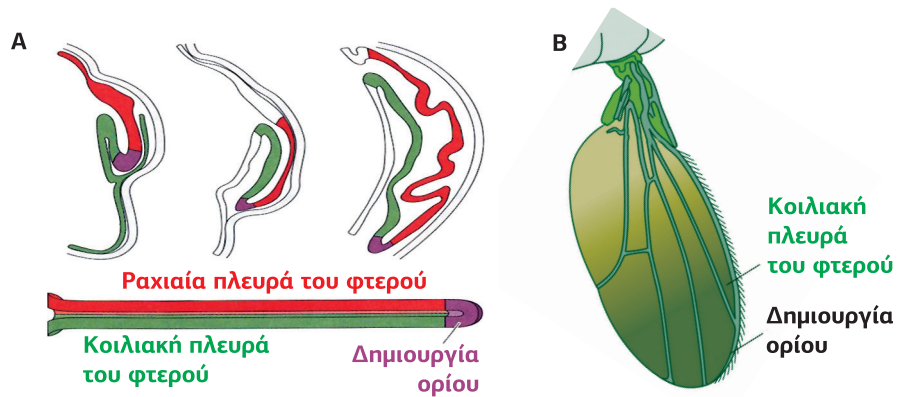 A
B
Ραχιαία πλευρά του φτερού
Κοιλιακή πλευρά
του φτερού
Δημιουργία
ορίου
Κοιλιακή
πλευρά
του φτερού
Δημιουργία
ορίου